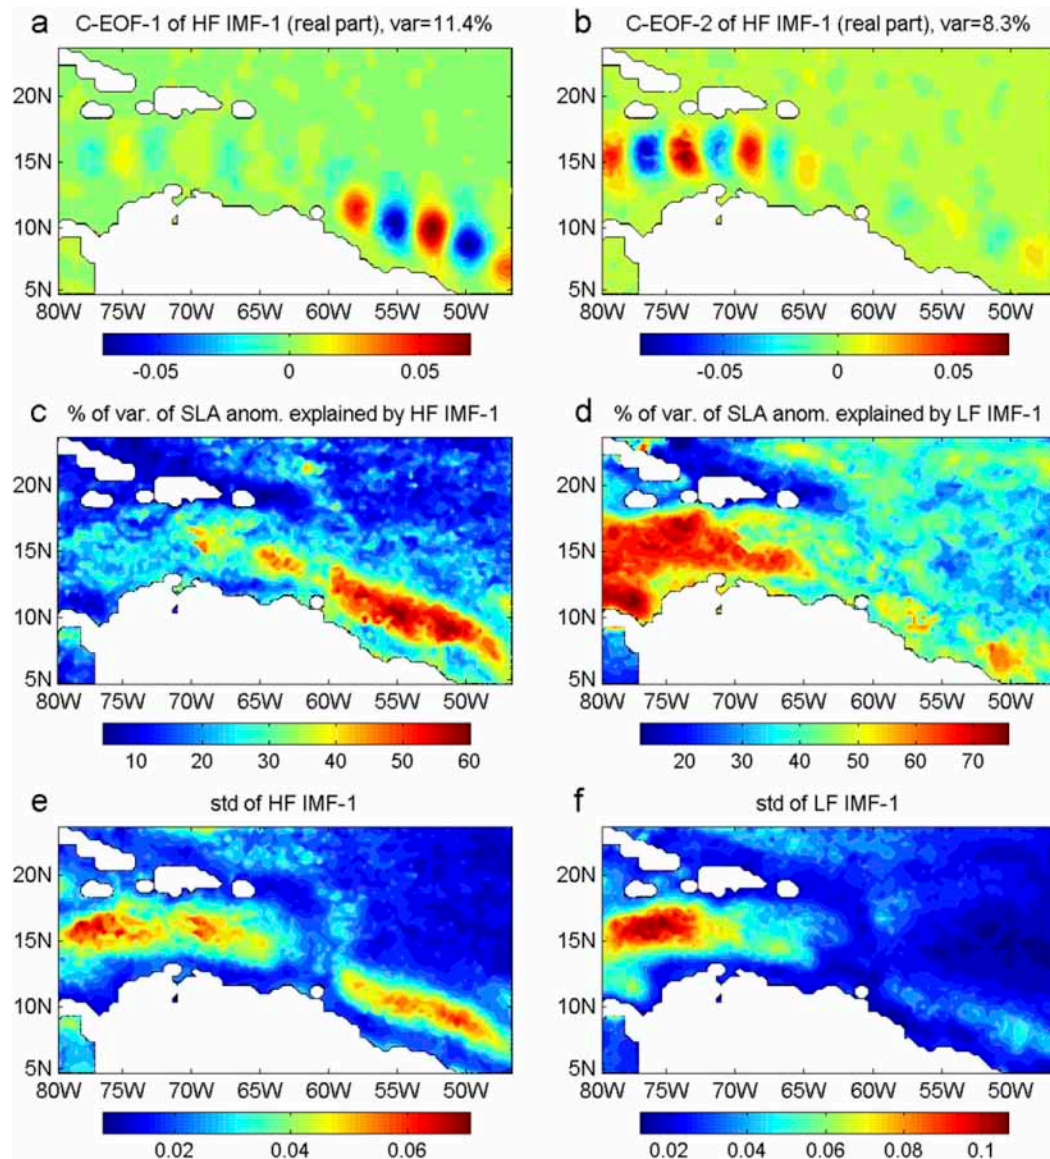 a C-EOF-1 of HF IMF-1 (real part), var=11.4%
20N
15N
10N
5N
80W 75W 70W 65W 60W 55W 50W
-0.05 0 0.05
b C-EOF-2 of HF IMF-1 (real part), var=8.3%
20N
15N
10N
5N
80W 75W 70W 65W 60W 55W 50W
-0.05 0 0.05
c % of var. of SLA anom. explained by HF IMF-1
20N
15N
10N
5N
80W 75W 70W 65W 60W 55W 50W
10 20 30 40 50 60
d % of var. of SLA anom. explained by LF IMF-1
20N
15N
10N
5N
80W 75W 70W 65W 60W 55W 50W
20 30 40 50 60 70
e std of HF IMF-1
20N
15N
10N
5N
80W 75W 70W 65W 60W 55W 50W
0.02 0.04 0.06
f std of LF IMF-1
20N
15N
10N
5N
80W 75W 70W 65W 60W 55W 50W
0.02 0.04 0.06 0.08 0.1